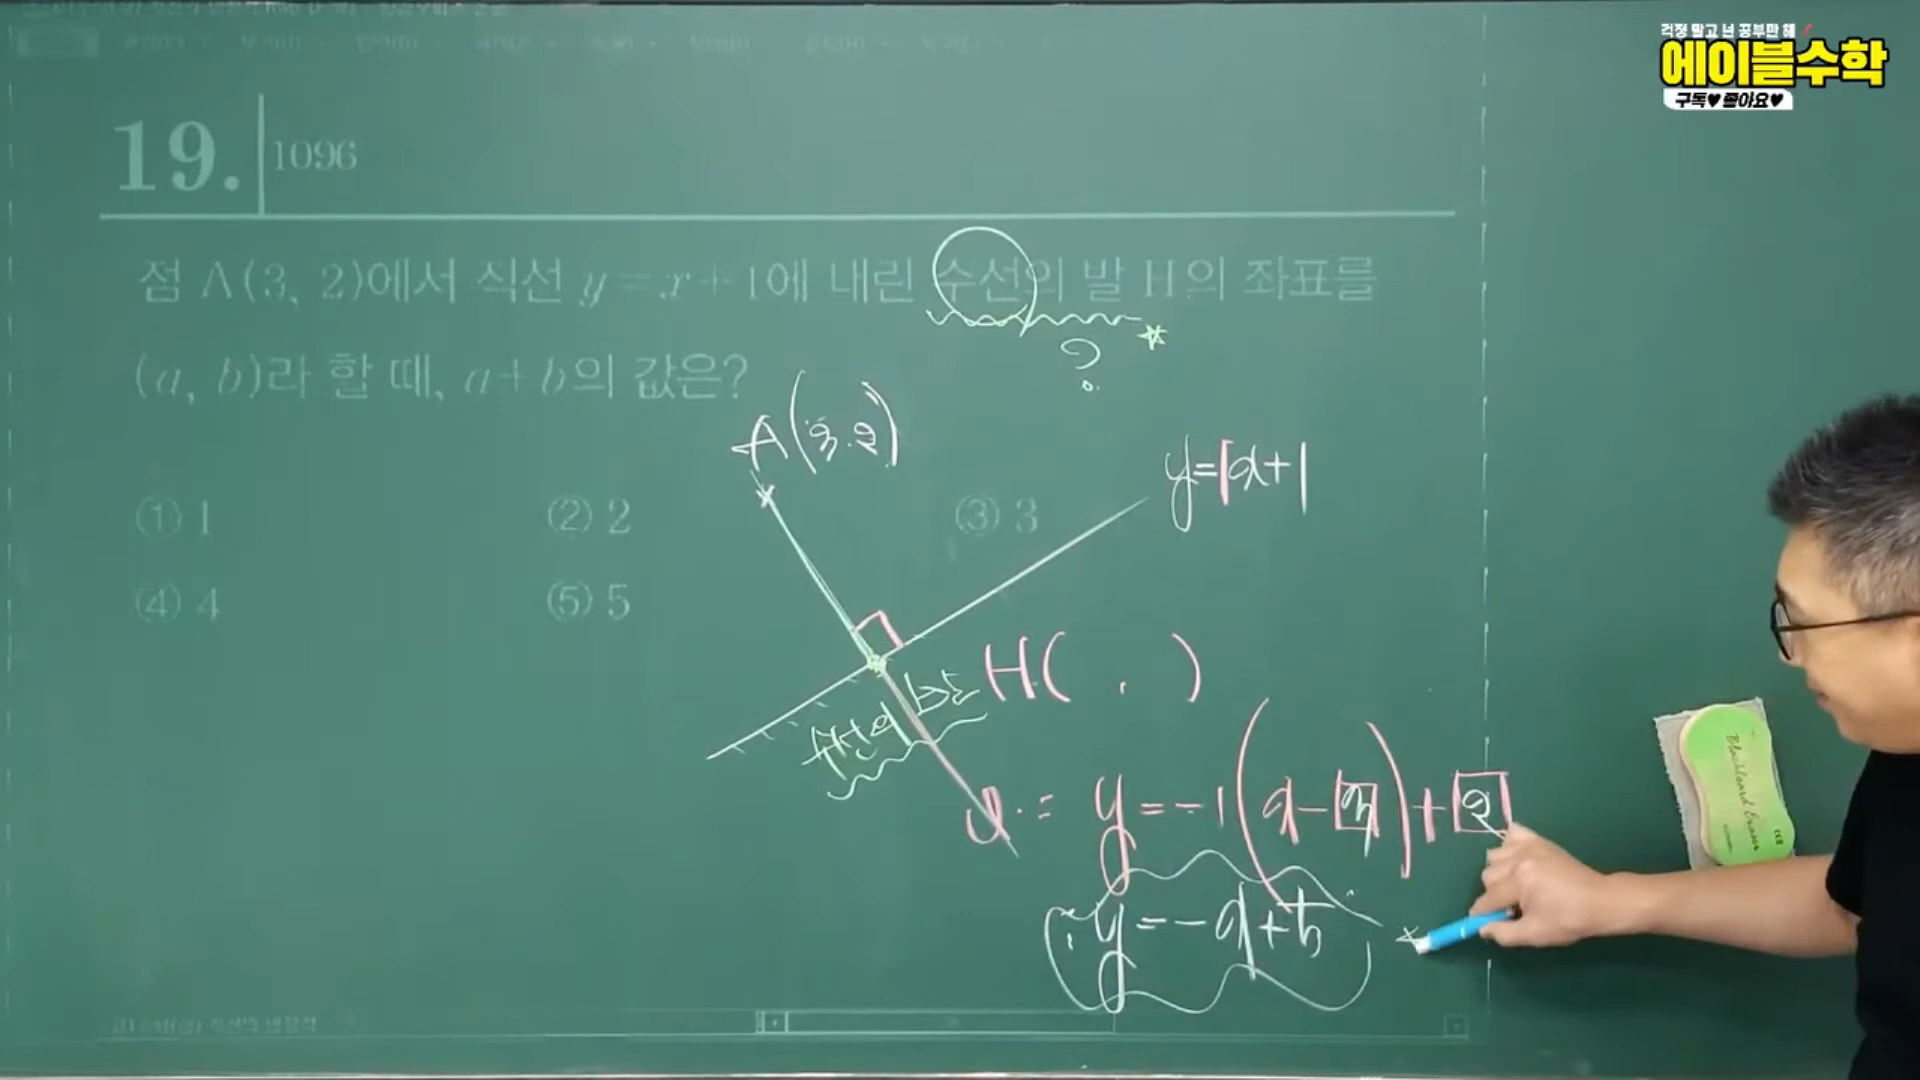 걱정 말고 넌 공부만 해
에이블수학
구독♥ 좋아요♥
19. 1096
점 A(3, 2)에서 직선 y=x+1에 내린 수선의 발 H의 좌표를
(a, b)라 할 때, a+b의 값은?
① 1 ② 2 ③ 3
④ 4 ⑤ 5
?
A(3, 2)
y=1x+1
H( , )
수선의 발
y=-1(x-3)+2
∴ y=-x+5
Blackboard Eraser